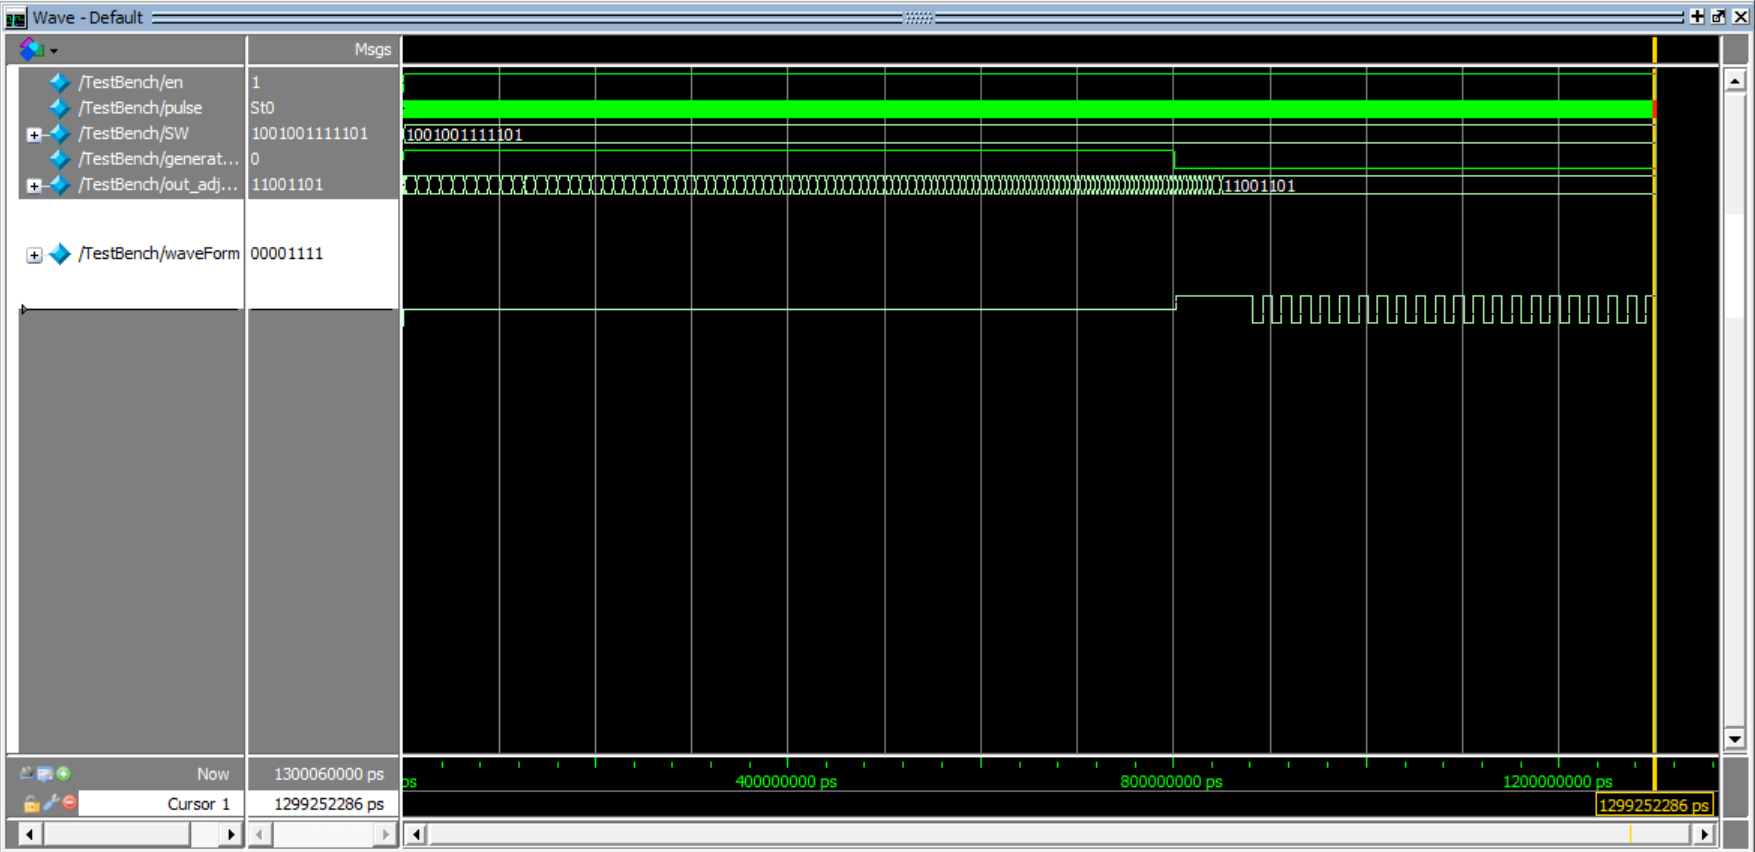 Wave - Default
Msgs
/TestBench/en 1
/TestBench/pulse St0
/TestBench/SW 1001001111101 1001001111101
/TestBench/generat... 0
/TestBench/out_adj... 11001101 11001101
/TestBench/waveForm 00001111
Now 1300060000 ps ps 400000000 ps 800000000 ps 1200000000 ps
Cursor 1 1299252286 ps 1299252286 ps